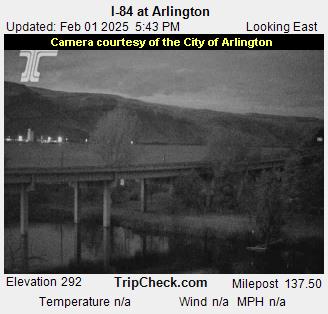 I-84 at Arlington
Updated: Feb 01 2025 5:43 PM Looking East
Camera courtesy of the City of Arlington
Elevation 292 TripCheck.com Milepost 137.50
Temperature n/a Wind n/a MPH n/a